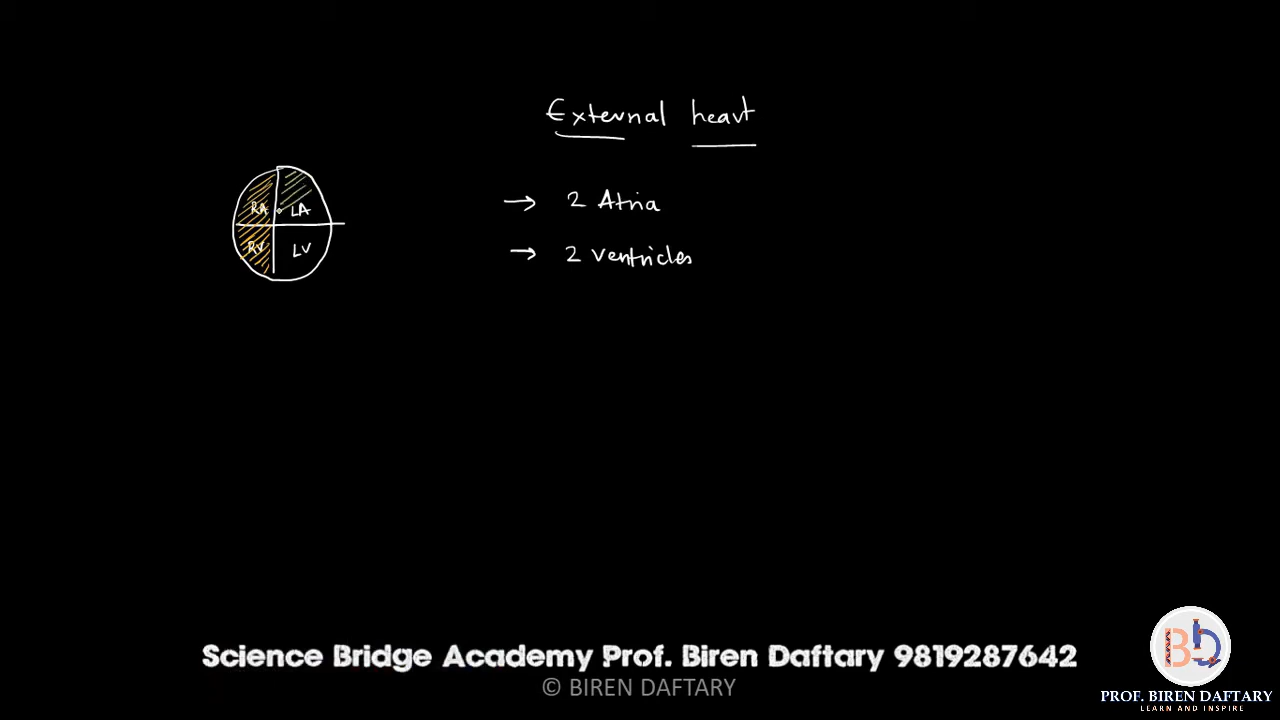 External heart
RA LA
RV LV
→ 2 Atria
→ 2 ventricles
Science Bridge Academy Prof. Biren Daftary 9819287642
© BIREN DAFTARY
PROF. BIREN DAFTARY
LEARN AND INSPIRE